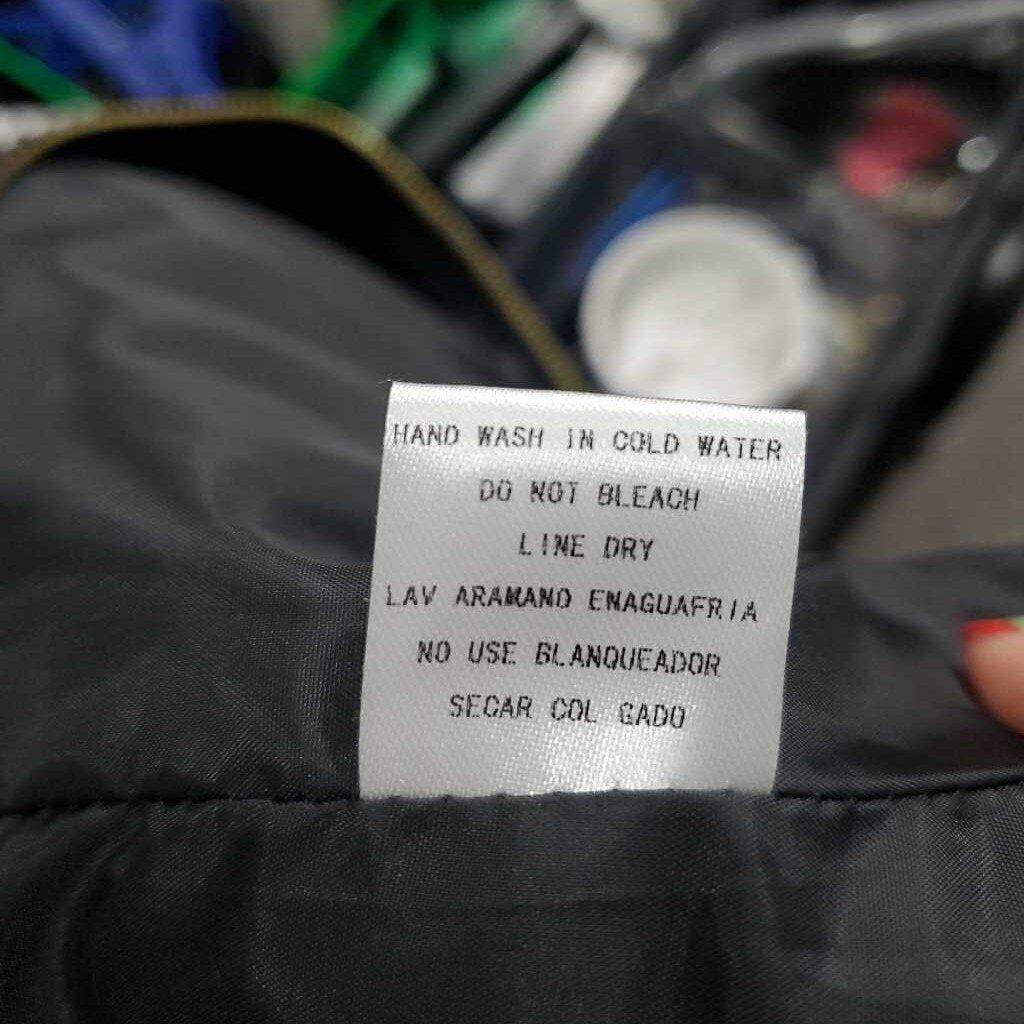 HAND WASH IN COLD WATER
DO NOT BLEACH
LINE DRY
LAV ARAMANO ENAGUAFRIA
NO USE BLANQUEADOR
SECAR COL GADO